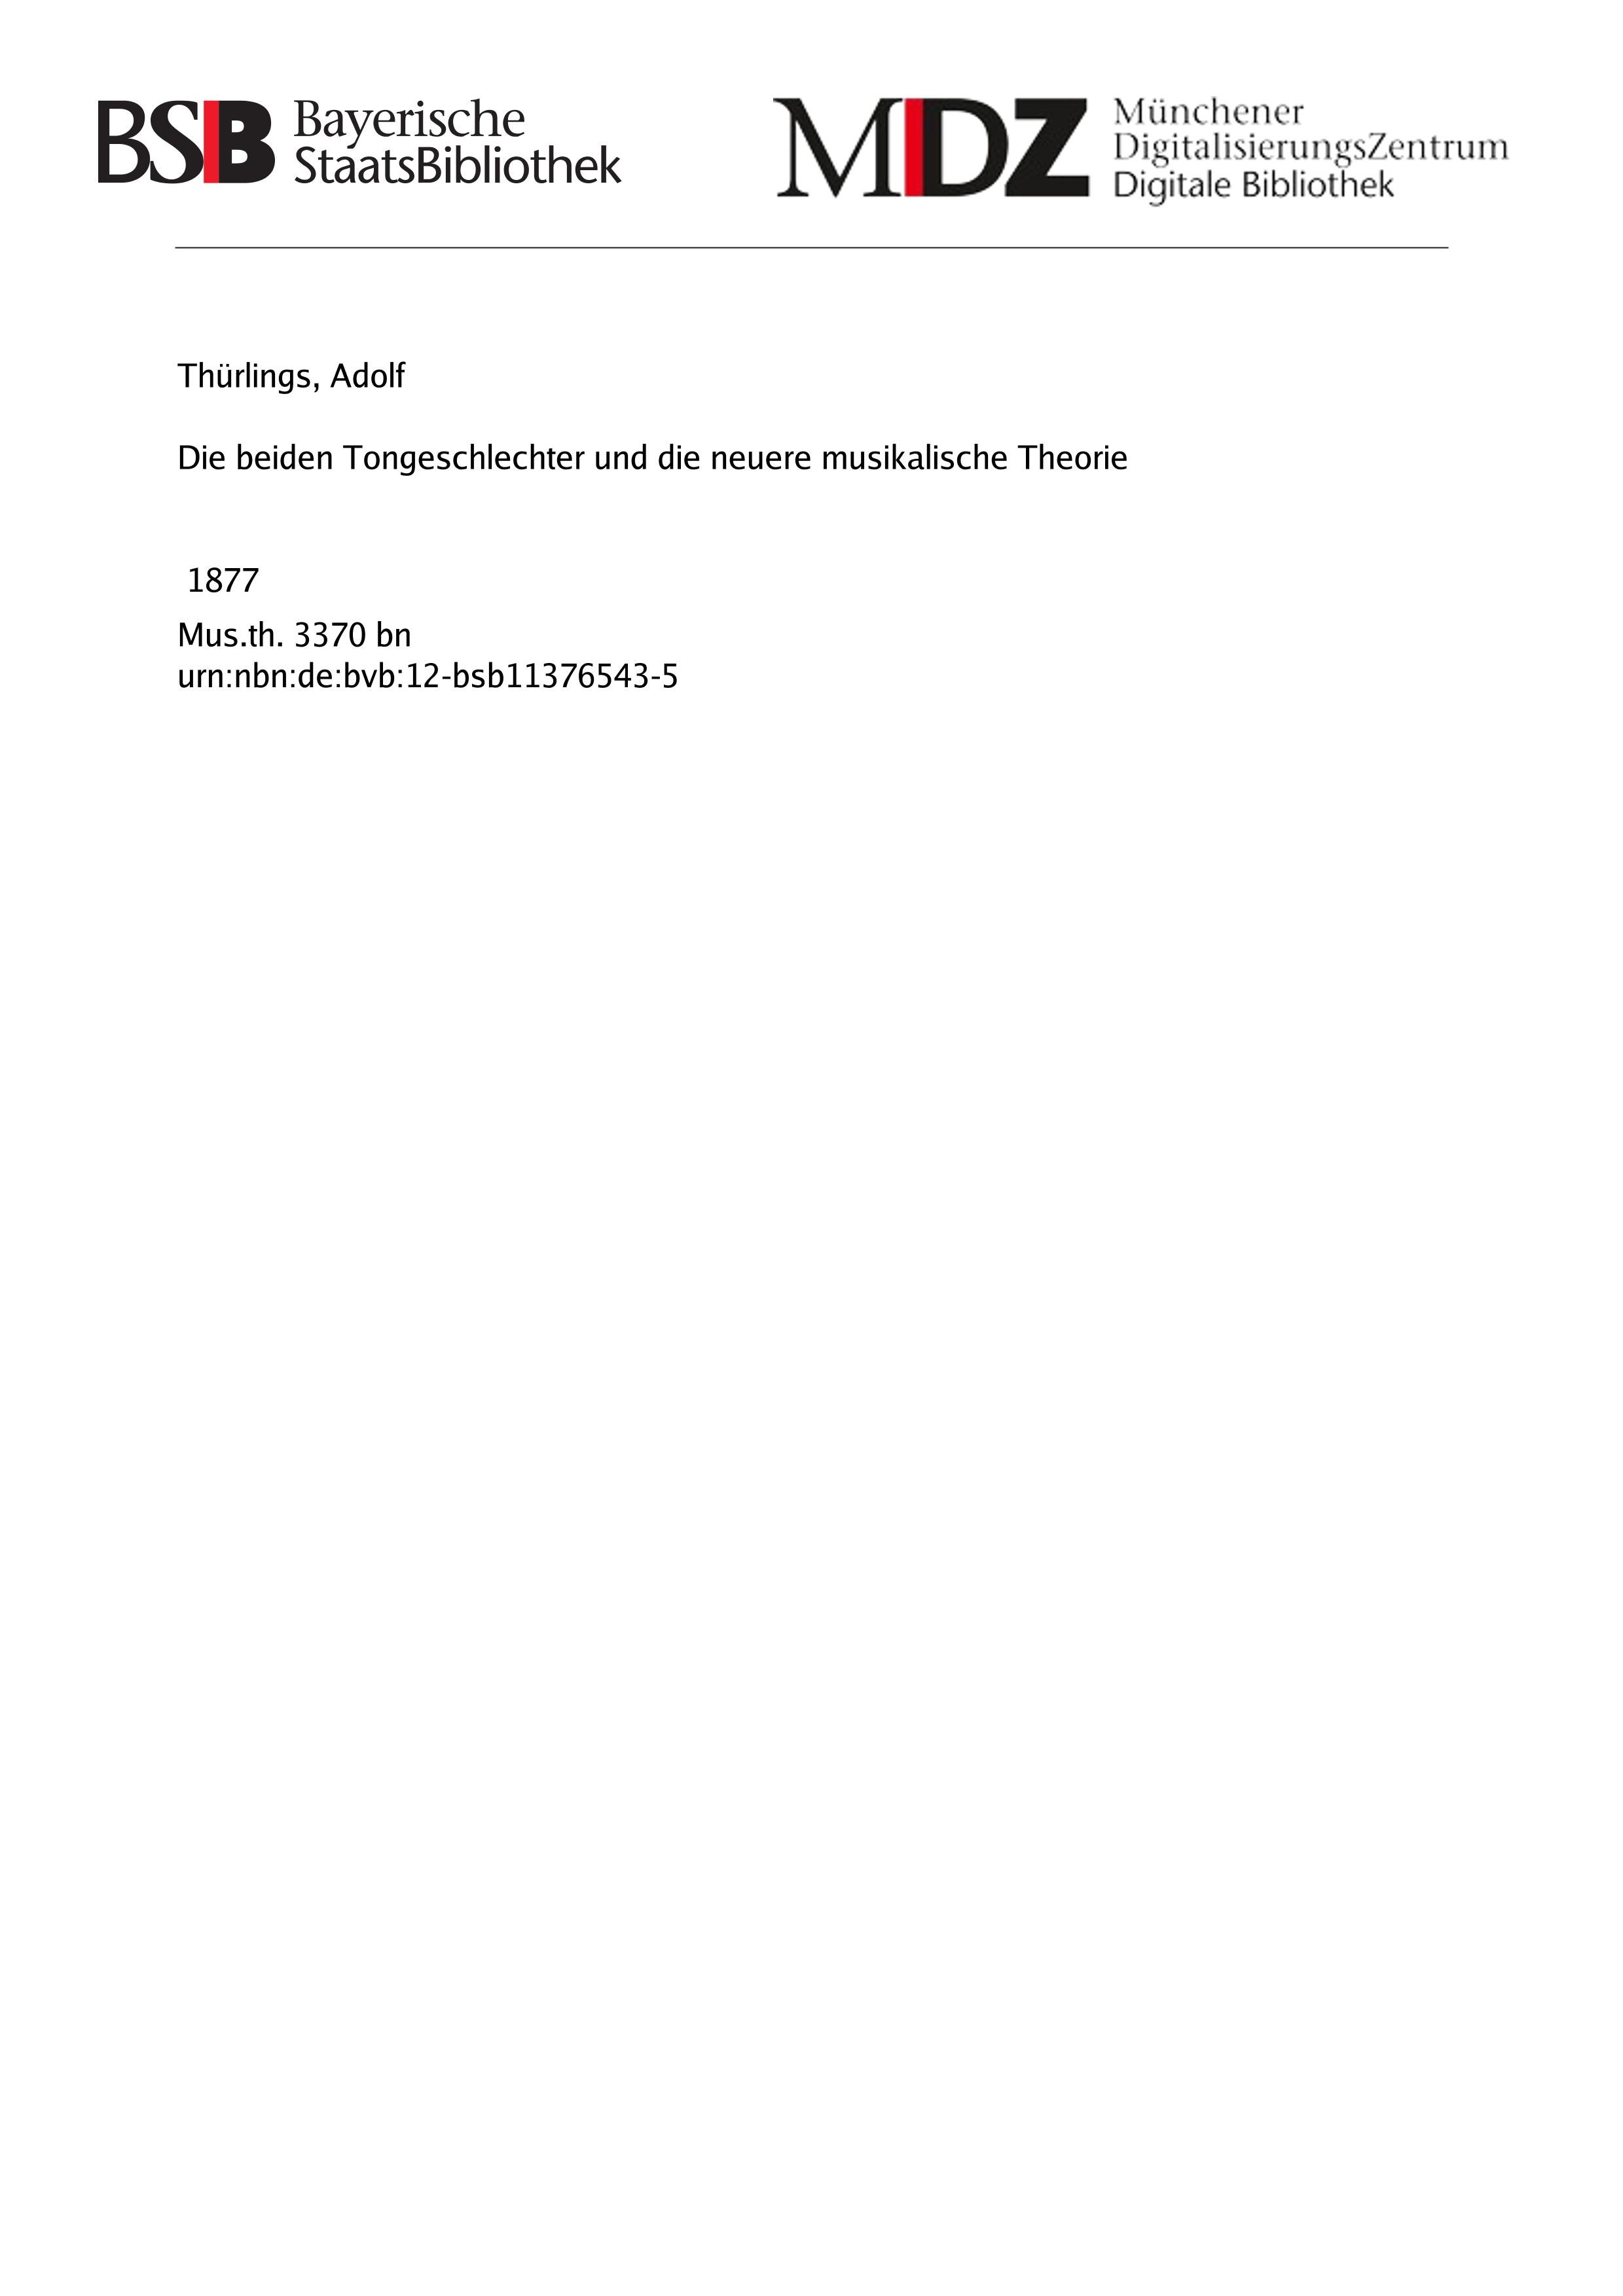 BSB Bayerische
StaatsBibliothek
MDZ Münchener
DigitalisierungsZentrum
Digitale Bibliothek
Thürlings, Adolf
Die beiden Tongeschlechter und die neuere musikalische Theorie
1877
Mus.th. 3370 bn
urn:nbn:de:bvb:12-bsb11376543-5